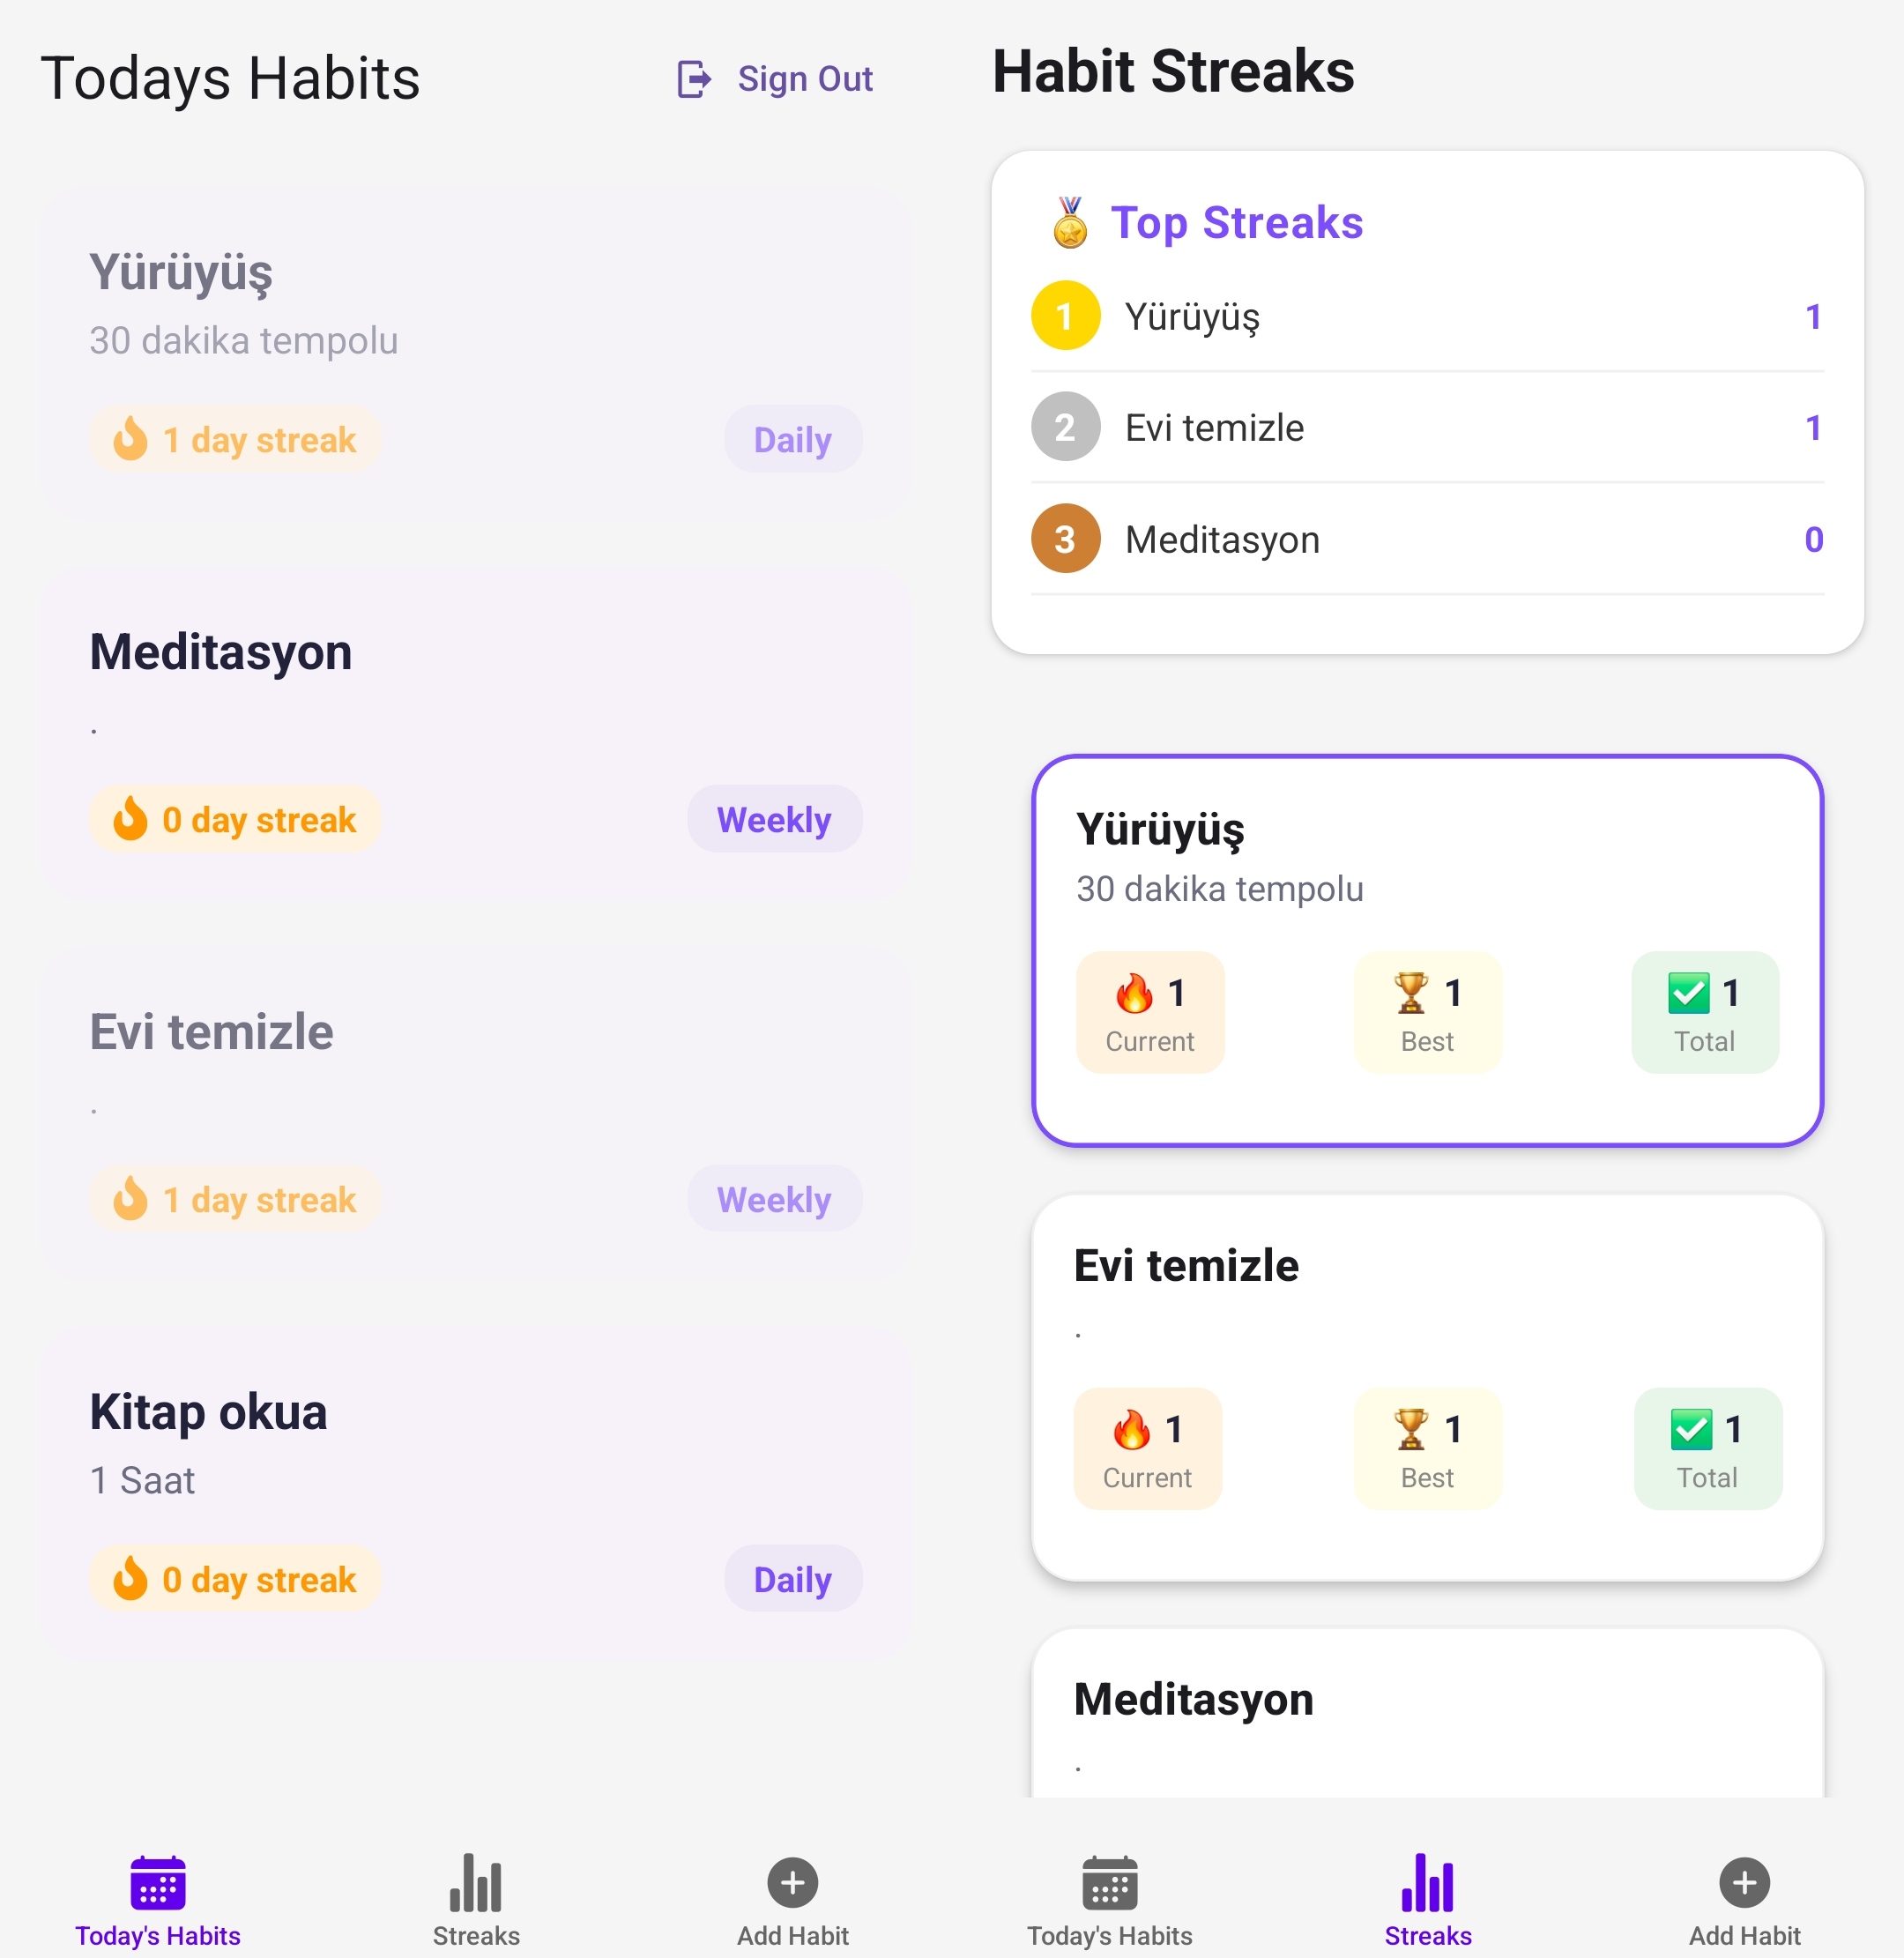 Todays Habits
Sign Out
Yürüyüş
30 dakika tempolu
1 day streak
Daily
Meditasyon
.
0 day streak
Weekly
Evi temizle
.
1 day streak
Weekly
Kitap okua
1 Saat
0 day streak
Daily
Today's Habits
Streaks
Add Habit
Habit Streaks
🏅 Top Streaks
1 Yürüyüş 1
2 Evi temizle 1
3 Meditasyon 0
Yürüyüş
30 dakika tempolu
🔥 1 🏆 1 ✅ 1
Current Best Total
Evi temizle
.
🔥 1 🏆 1 ✅ 1
Current Best Total
Meditasyon
.
Today's Habits
Streaks
Add Habit